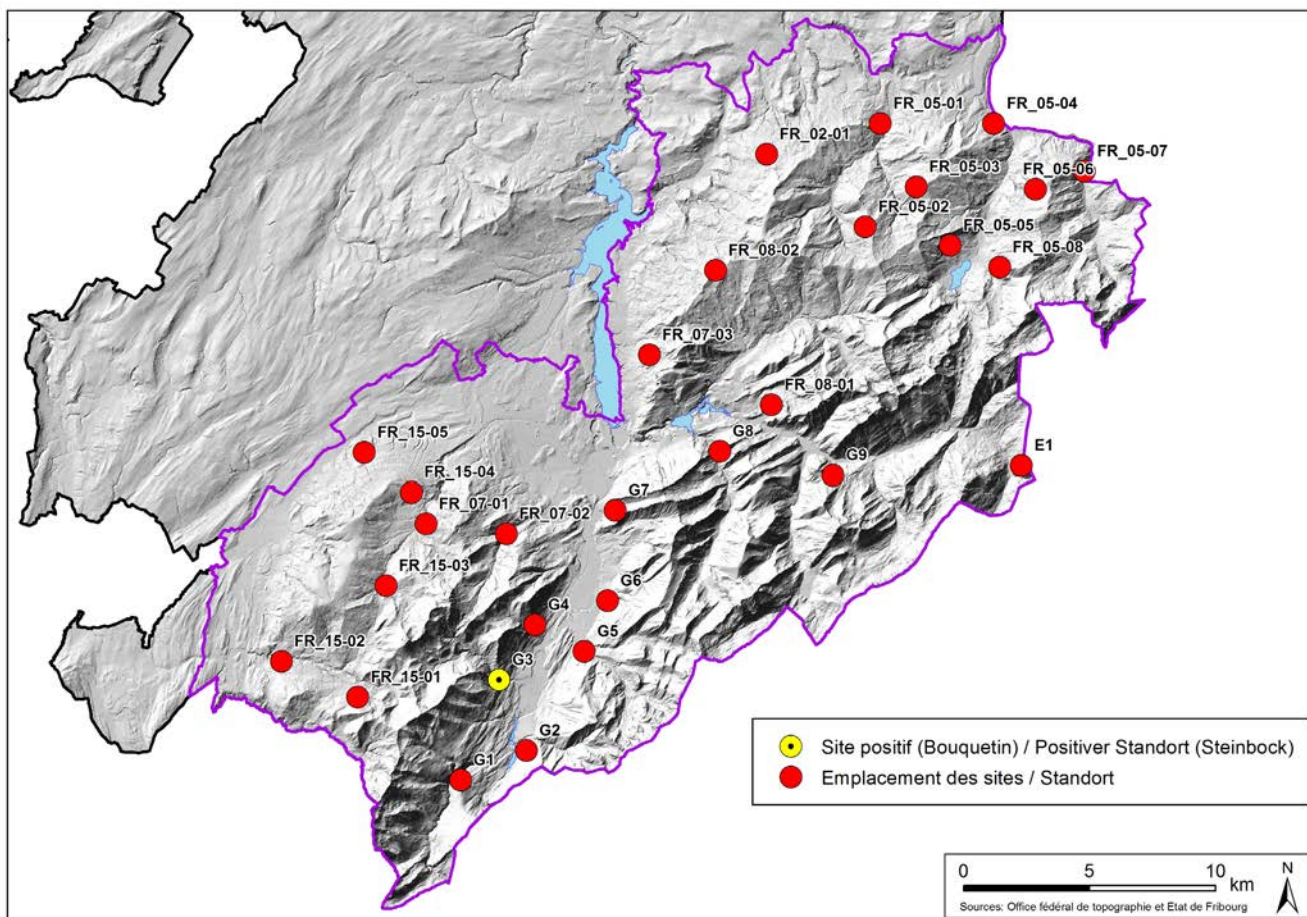 FR_05-01
FR_05-04
FR_02-01
FR_05-07
FR_05-03
FR_05-06
FR_05-02
FR_05-05
FR_08-02
FR_05-08
FR_07-03
FR_08-01
FR_15-05
G8
E1
FR_15-04
G9
FR_07-01
G7
FR_07-02
FR_15-03
G6
G4
G5
FR_15-02
G3
FR_15-01
G2
G1
Site positif (Bouquetin) / Positiver Standort (Steinbock)
Emplacement des sites / Standort
0 5 10
km
N
Sources: Office fédéral de topographie et Etat de Fribourg